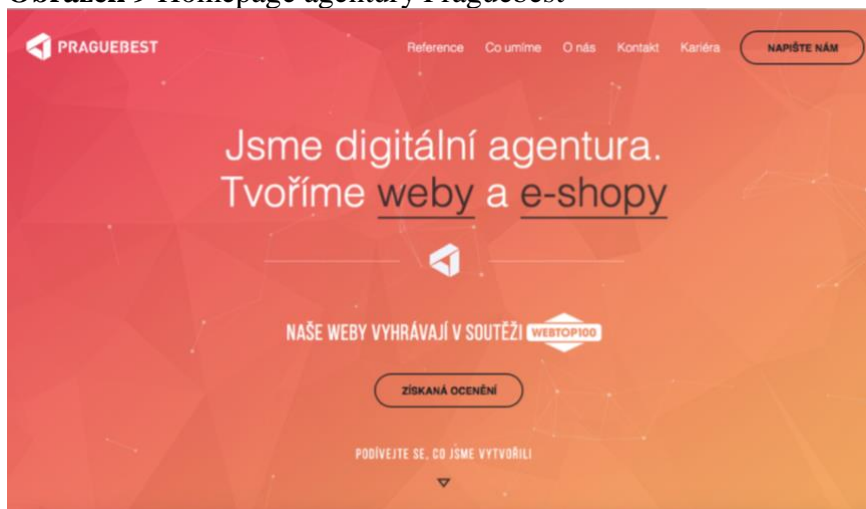 Obrázek 9 Homepage agentury Praguebest
PRAGUEBEST
Reference Co umíme O nás Kontakt Kariéra NAPIŠTE NÁM
Jsme digitální agentura.
Tvoříme weby a e-shopy
NAŠE WEBY VYHRÁVAJÍ V SOUTĚŽI WEBTOP100
ZÍSKANÁ OCENĚNÍ
PODÍVEJTE SE, CO JSME VYTVOŘILI